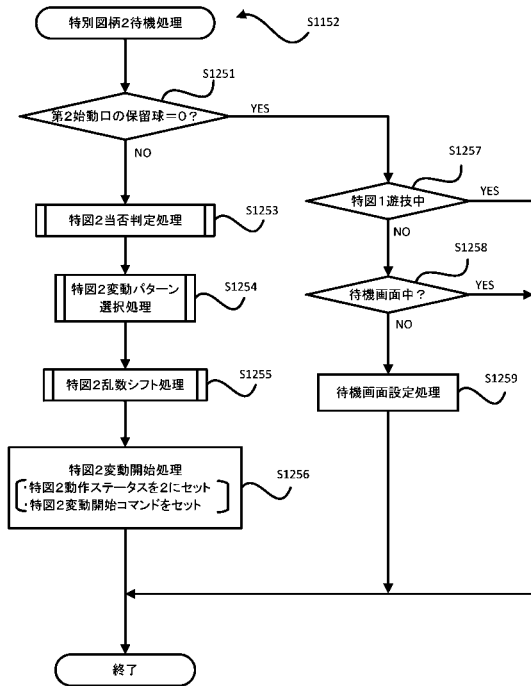 特別図柄2待機処理
S1152
S1251
第2始動口の保留球=0?
YES
NO
S1257
特図1遊技中
YES
NO
S1253
特図2当否判定処理
S1258
待機画面中?
YES
NO
S1254
特図2変動パターン
選択処理
S1255
特図2乱数シフト処理
S1259
待機画面設定処理
特図2変動開始処理
・特図2動作ステータスを2にセット
・特図2変動開始コマンドをセット
S1256
終了